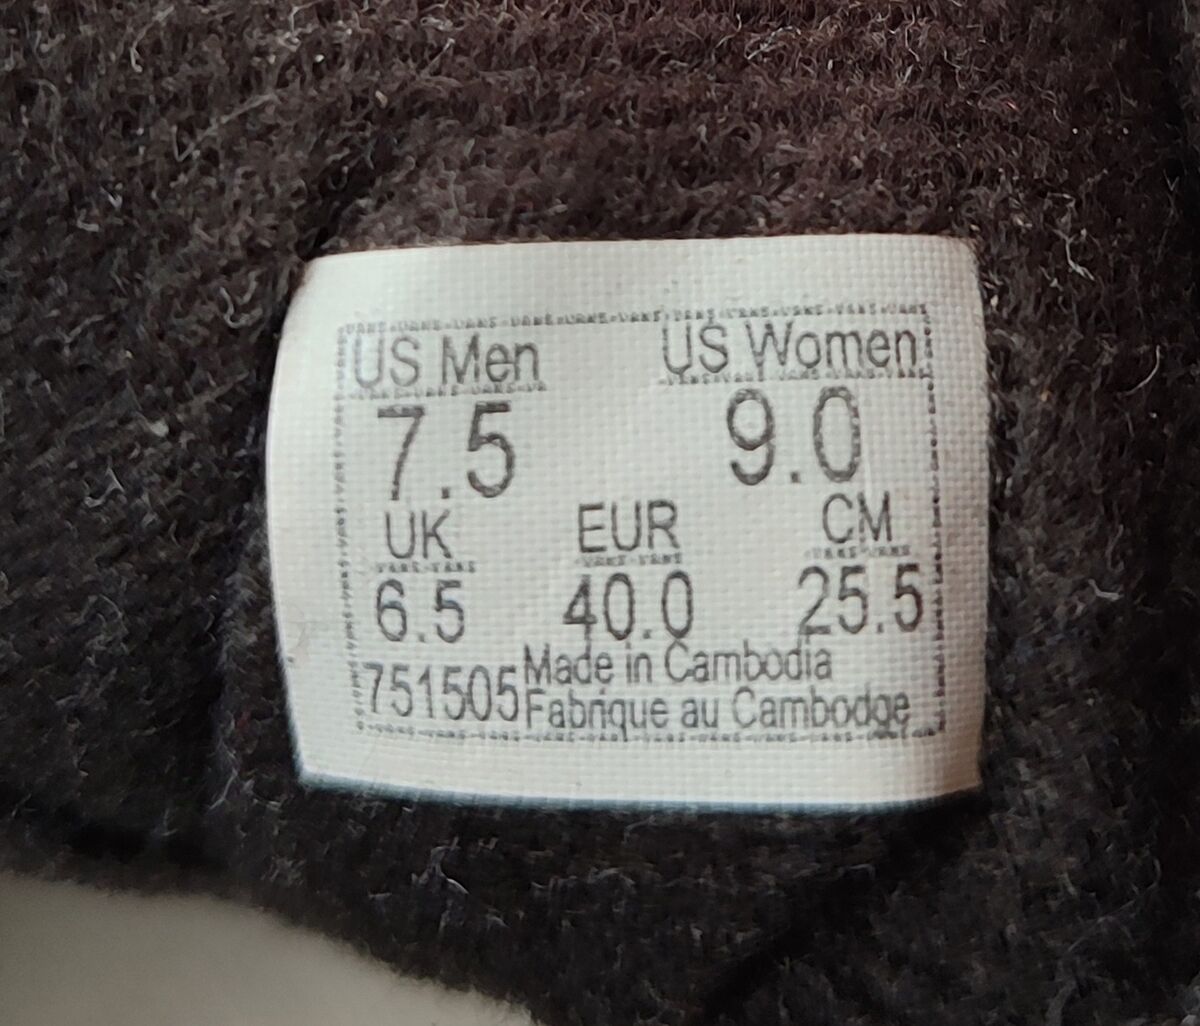 US Men US Women
7.5 9.0
UK EUR CM
6.5 40.0 25.5
751505 Made in Cambodia
Fabrique au Cambodge